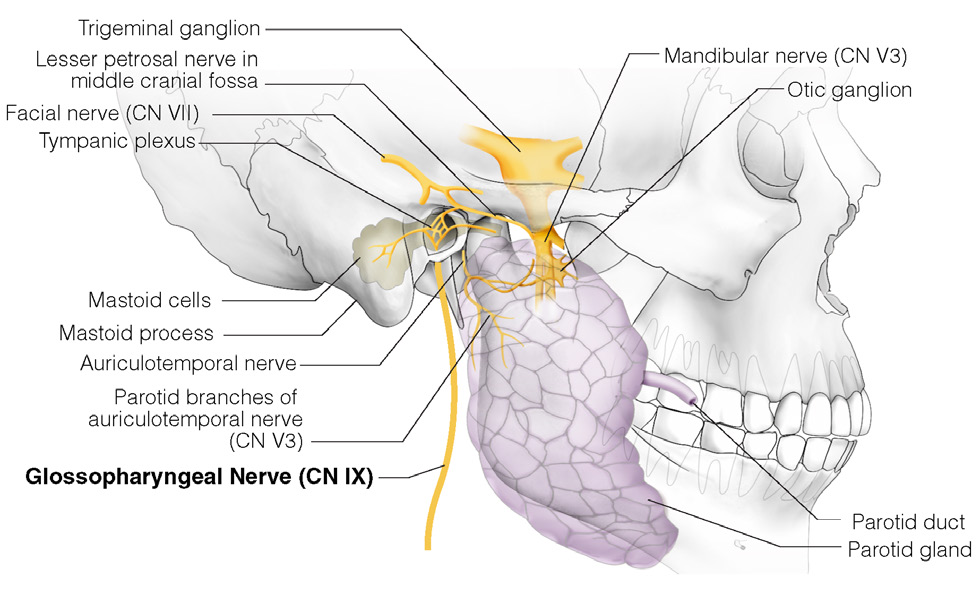 Trigeminal ganglion
Lesser petrosal nerve in
middle cranial fossa
Facial nerve (CN VII)
Tympanic plexus
Mastoid cells
Mastoid process
Auriculotemporal nerve
Parotid branches of
auriculotemporal nerve
(CN V3)
Glossopharyngeal Nerve (CN IX)
Mandibular nerve (CN V3)
Otic ganglion
Parotid duct
Parotid gland